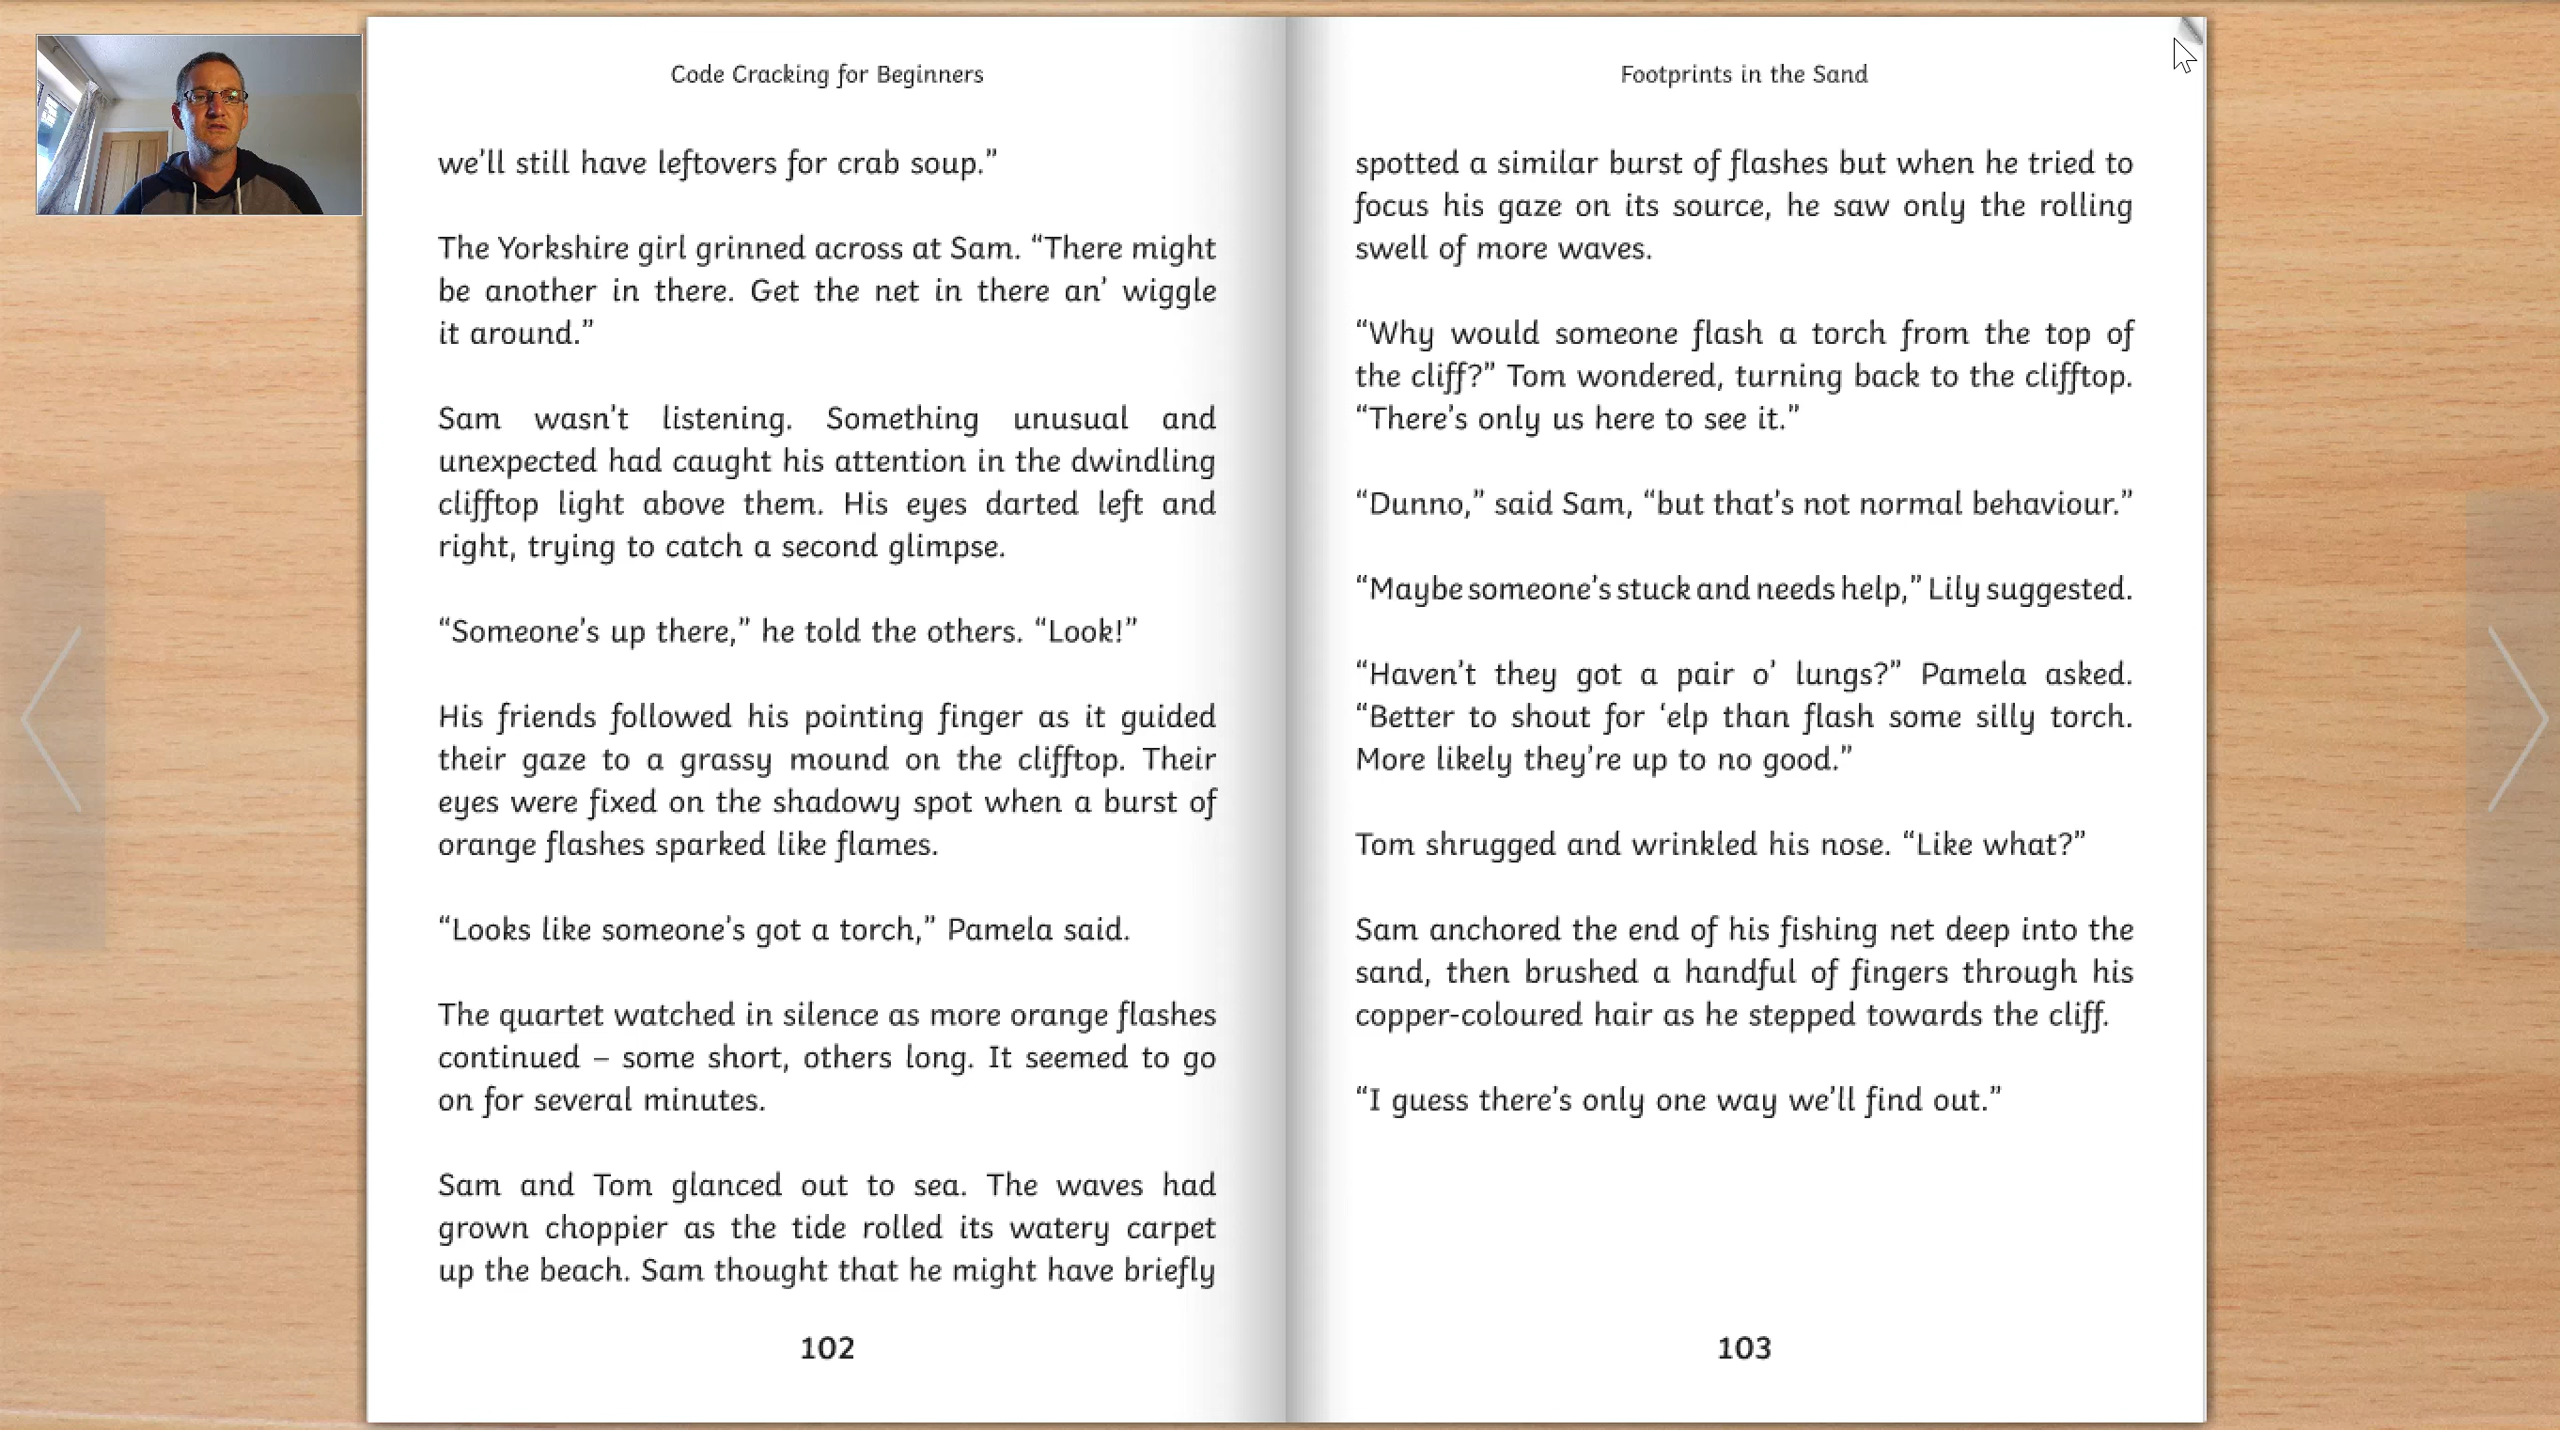 Code Cracking for Beginners
we’ll still have leftovers for crab soup.”
The Yorkshire girl grinned across at Sam. “There might
be another in there. Get the net in there an’ wiggle
it around.”
Sam wasn’t listening. Something unusual and
unexpected had caught his attention in the dwindling
clifftop light above them. His eyes darted left and
right, trying to catch a second glimpse.
“Someone’s up there,” he told the others. “Look!”
His friends followed his pointing finger as it guided
their gaze to a grassy mound on the clifftop. Their
eyes were fixed on the shadowy spot when a burst of
orange flashes sparked like flames.
“Looks like someone’s got a torch,” Pamela said.
The quartet watched in silence as more orange flashes
continued – some short, others long. It seemed to go
on for several minutes.
Sam and Tom glanced out to sea. The waves had
grown choppier as the tide rolled its watery carpet
up the beach. Sam thought that he might have briefly
102
Footprints in the Sand
spotted a similar burst of flashes but when he tried to
focus his gaze on its source, he saw only the rolling
swell of more waves.
“Why would someone flash a torch from the top of
the cliff?” Tom wondered, turning back to the clifftop.
“There’s only us here to see it.”
“Dunno,” said Sam, “but that’s not normal behaviour.”
“Maybe someone’s stuck and needs help,” Lily suggested.
“Haven’t they got a pair o’ lungs?” Pamela asked.
“Better to shout for ‘elp than flash some silly torch.
More likely they’re up to no good.”
Tom shrugged and wrinkled his nose. “Like what?”
Sam anchored the end of his fishing net deep into the
sand, then brushed a handful of fingers through his
copper-coloured hair as he stepped towards the cliff.
“I guess there’s only one way we’ll find out.”
103